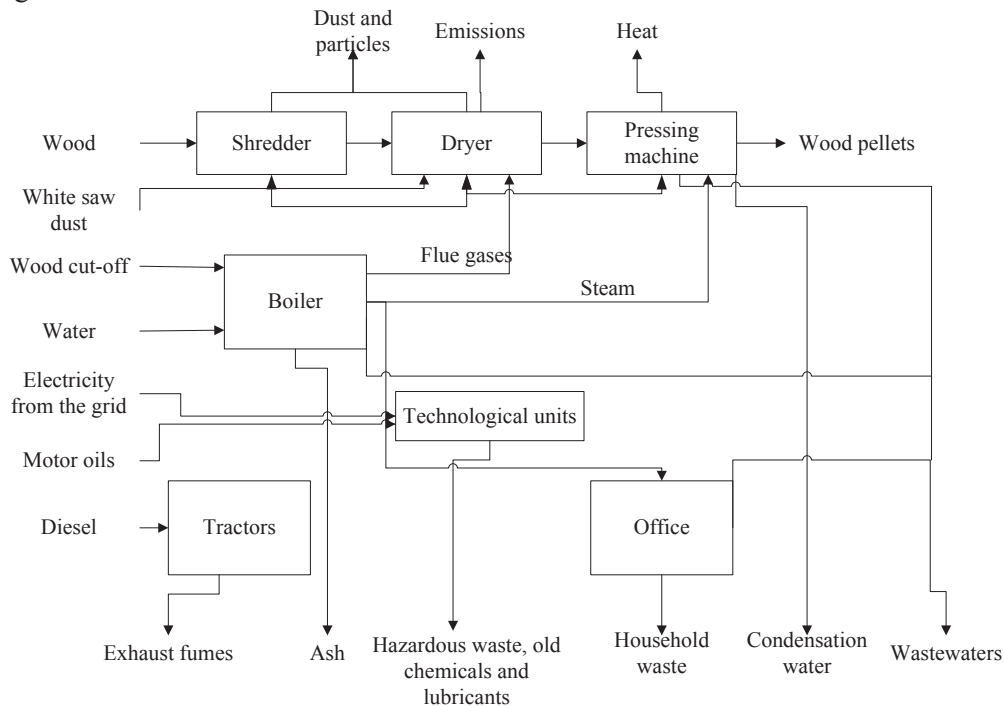 Dust and
particles
Emissions
Heat
Wood
Shredder
Dryer
Pressing
machine
Wood pellets
White saw
dust
Wood cut-off
Flue gases
Boiler
Steam
Water
Electricity
from the grid
Technological units
Motor oils
Diesel
Tractors
Office
Exhaust fumes
Ash
Hazardous waste, old
chemicals and
lubricants
Household
waste
Condensation
water
Wastewaters